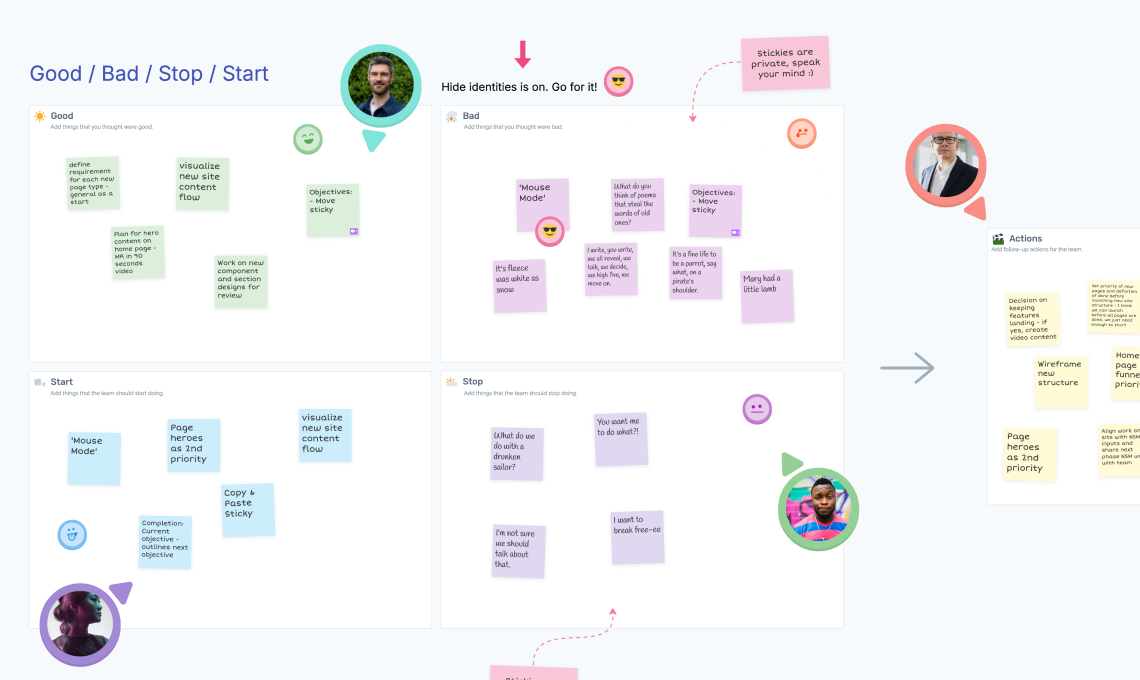 Good / Bad / Stop / Start
Hide identities is on. Go for it!
Stickies are
private, speak
your mind :)
Good
Add things that you thought were good.
define
requirement
for each new
page type -
general as a
start
visualize
new site
content
flow
Objectives:
- Move
sticky
Plan for hero
content on
home page -
MR in 90
seconds
video
Work on new
component
and section
designs for
review
Bad
Add things that you thought were bad.
'Mouse
Mode'
What do you
think of poems
that steal the
words of old
ones?
Objectives:
- Move
sticky
It's fleece
was white as
snow
I write, you write,
we all reveal, we
talk, we decide,
we high five, we
move on.
It's a fine life to
be a parrot, say
what, on a
pirate's
shoulder.
Mary had a
little lamb
Start
Add things that the team should start doing.
'Mouse
Mode'
Page
heroes
as 2nd
priority
visualize
new site
content
flow
Copy &
Paste
Sticky
Completion:
Current
objective -
outlines next
objective
Stop
Add things that the team should stop doing.
What do we
do with a
drunken
sailor?
You want me
to do what?!
I'm not sure
we should
talk about
that.
I want to
break free-ee
Actions
Add follow-up actions for the team
Decision on
keeping
features
landing - if
yes, create
video content
Set priority of new
pages and definition
of done before
launching new site
structure - I think
we can launch
before all pages are
done, we just need
enough to start
Wireframe
new
structure
Home
page
funne
priori
Page
heroes
as 2nd
priority
Align work on
site with NSM
inputs and
share next
phase NSM w
with team